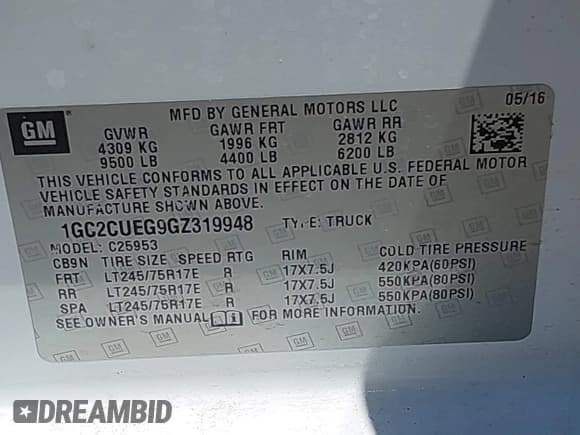 GM
MFD BY GENERAL MOTORS LLC
05/16
GVWR GAWR FRT GAWR RR
4309 KG 1996 KG 2812 KG
9500 LB 4400 LB 6200 LB
THIS VEHICLE CONFORMS TO ALL APPLICABLE U.S. FEDERAL MOTOR
VEHICLE SAFETY STANDARDS IN EFFECT ON THE DATE OF
MANUFACTURE SHOWN ABOVE.
1GC2CUEG9GZ319948 TYPE: TRUCK
MODEL: C25953
CB9N TIRE SIZE SPEED RTG RIM COLD TIRE PRESSURE
FRT LT245/75R17E R 17X7.5J 420KPA(60PSI)
RR LT245/75R17E R 17X7.5J 550KPA(80PSI)
SPA LT245/75R17E R 17X7.5J 550KPA(80PSI)
SEE OWNER'S MANUAL FOR MORE INFORMATION.
DREAMBID